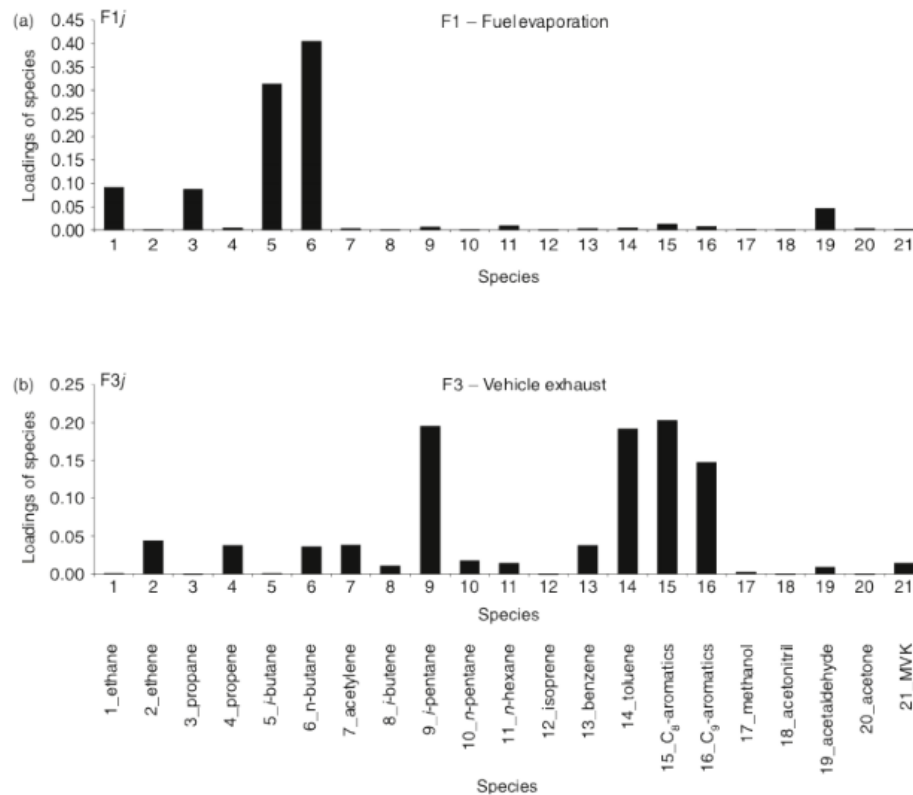 (a) F1j F1 – Fuel evaporation
Loadings of species
0.45
0.40
0.35
0.30
0.25
0.20
0.15
0.10
0.05
0.00
1 2 3 4 5 6 7 8 9 10 11 12 13 14 15 16 17 18 19 20 21
Species
(b) F3j F3 – Vehicle exhaust
Loadings of species
0.25
0.20
0.15
0.10
0.05
0.00
1 2 3 4 5 6 7 8 9 10 11 12 13 14 15 16 17 18 19 20 21
Species
1_ethane
2_ethene
3_propane
4_propene
5_i-butane
6_n-butane
7_acetylene
8_i-butene
9_i-pentane
10_n-pentane
11_n-hexane
12_isoprene
13_benzene
14_toluene
15_C8-aromatics
16_C9-aromatics
17_methanol
18_acetonitril
19_acetaldehyde
20_acetone
21_MVK
Species